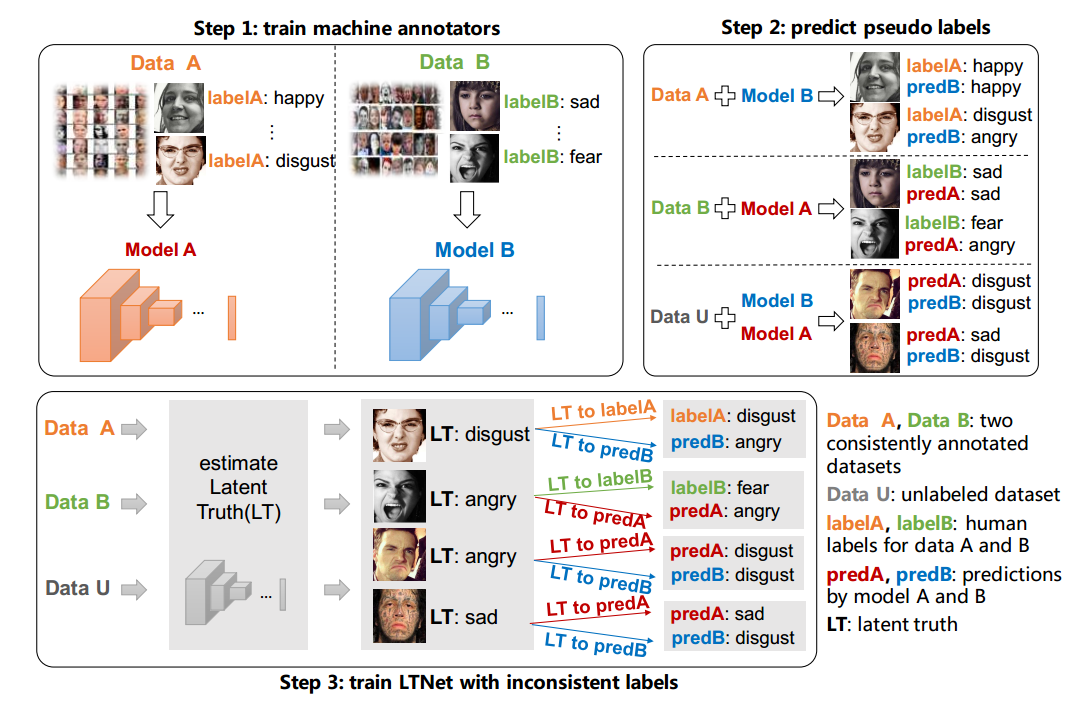 Step 1: train machine annotators
Data A
labelA: happy
⋮
labelA: disgust
Model A
...
Data B
labelB: sad
⋮
labelB: fear
Model B
...
Step 2: predict pseudo labels
Data A + Model B
labelA: happy
predB: happy
labelA: disgust
predB: angry
Data B + Model A
labelB: sad
predA: sad
labelB: fear
predA: angry
Data U + Model B
Model A
predA: disgust
predB: disgust
predA: sad
predB: disgust
Data A
Data B
Data U
estimate
Latent
Truth(LT)
...
LT: disgust
LT: angry
LT: angry
LT: sad
LT to labelA
LT to predB
LT to labelB
LT to predA
LT to predA
LT to predB
LT to predA
LT to predB
labelA: disgust
predB: angry
labelB: fear
predA: angry
predA: disgust
predB: disgust
predA: sad
predB: disgust
Step 3: train LTNet with inconsistent labels
Data A, Data B: two
consistently annotated
datasets
Data U: unlabeled dataset
labelA, labelB: human
labels for data A and B
predA, predB: predictions
by model A and B
LT: latent truth